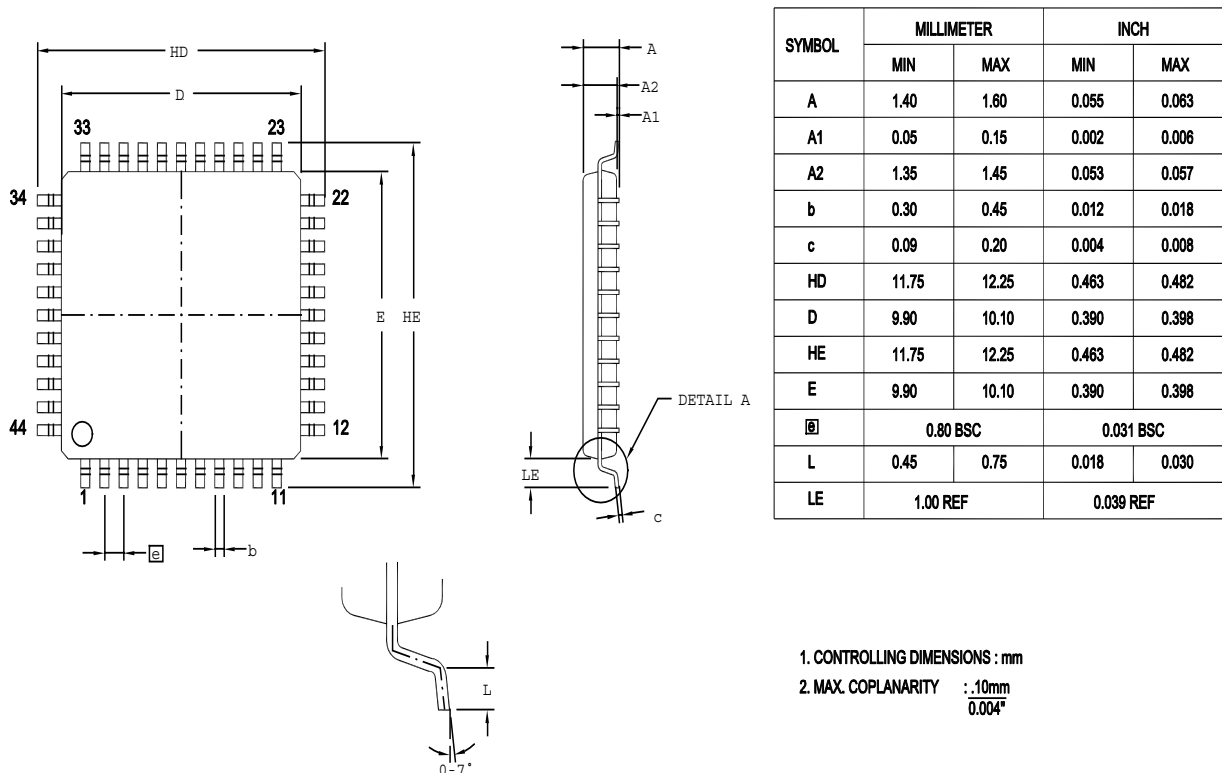 HD
D
33 23
34 22
E HE
44 12
1 11
e b
A
A2
A1
DETAIL A
LE
c
L
0-7°
SYMBOL MILLIMETER INCH
MIN MAX MIN MAX
A 1.40 1.60 0.055 0.063
A1 0.05 0.15 0.002 0.006
A2 1.35 1.45 0.053 0.057
b 0.30 0.45 0.012 0.018
c 0.09 0.20 0.004 0.008
HD 11.75 12.25 0.463 0.482
D 9.90 10.10 0.390 0.398
HE 11.75 12.25 0.463 0.482
E 9.90 10.10 0.390 0.398
e 0.80 BSC 0.031 BSC
L 0.45 0.75 0.018 0.030
LE 1.00 REF 0.039 REF
1. CONTROLLING DIMENSIONS : mm
2. MAX. COPLANARITY : .10mm
0.004"